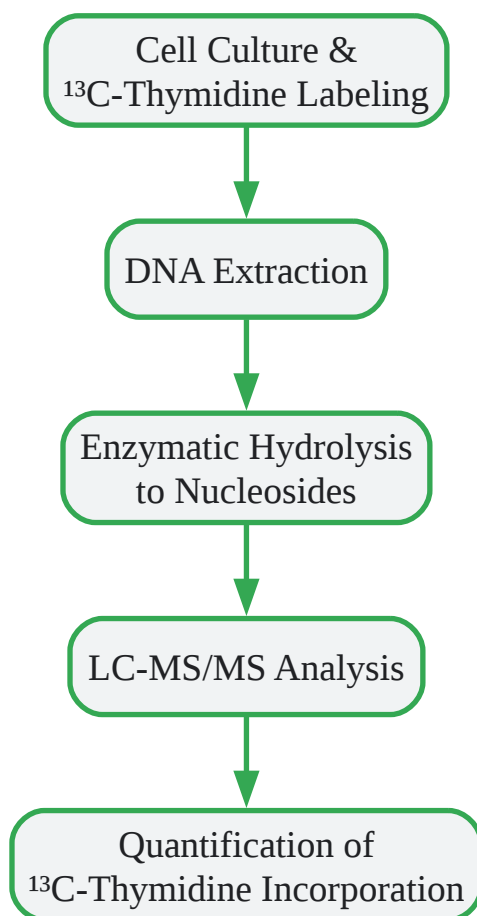 Cell Culture &
¹³C-Thymidine Labeling
DNA Extraction
Enzymatic Hydrolysis
to Nucleosides
LC-MS/MS Analysis
Quantification of
¹³C-Thymidine Incorporation